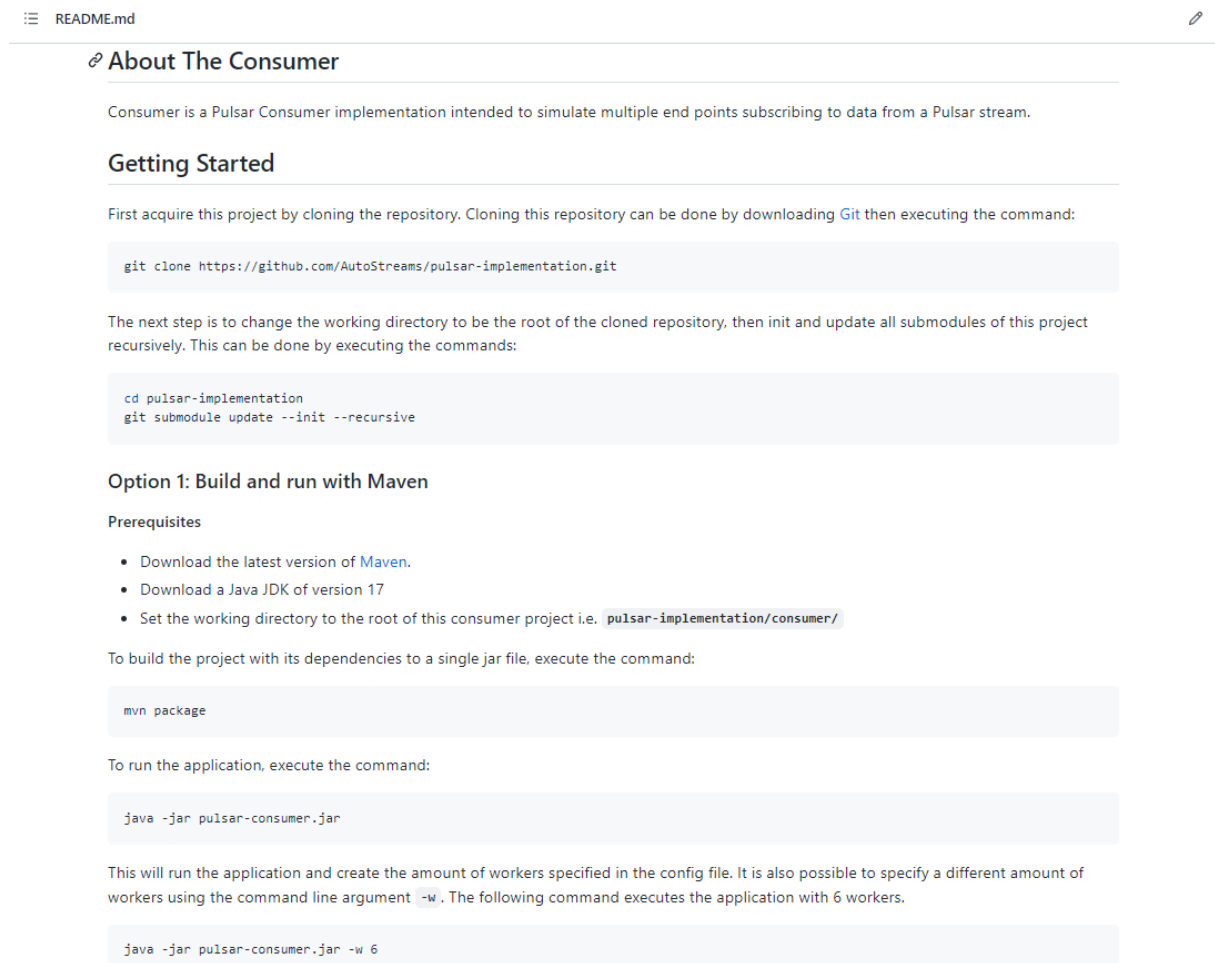 README.md
About The Consumer
Consumer is a Pulsar Consumer implementation intended to simulate multiple end points subscribing to data from a Pulsar stream.
Getting Started
First acquire this project by cloning the repository. Cloning this repository can be done by downloading Git then executing the command:
git clone https://github.com/AutoStreams/pulsar-implementation.git
The next step is to change the working directory to be the root of the cloned repository, then init and update all submodules of this project
recursively. This can be done by executing the commands:
cd pulsar-implementation
git submodule update --init --recursive
Option 1: Build and run with Maven
Prerequisites
Download the latest version of Maven.
Download a Java JDK of version 17
Set the working directory to the root of this consumer project i.e. pulsar-implementation/consumer/
To build the project with its dependencies to a single jar file, execute the command:
mvn package
To run the application, execute the command:
java -jar pulsar-consumer.jar
This will run the application and create the amount of workers specified in the config file. It is also possible to specify a different amount of
workers using the command line argument -w. The following command executes the application with 6 workers.
java -jar pulsar-consumer.jar -w 6